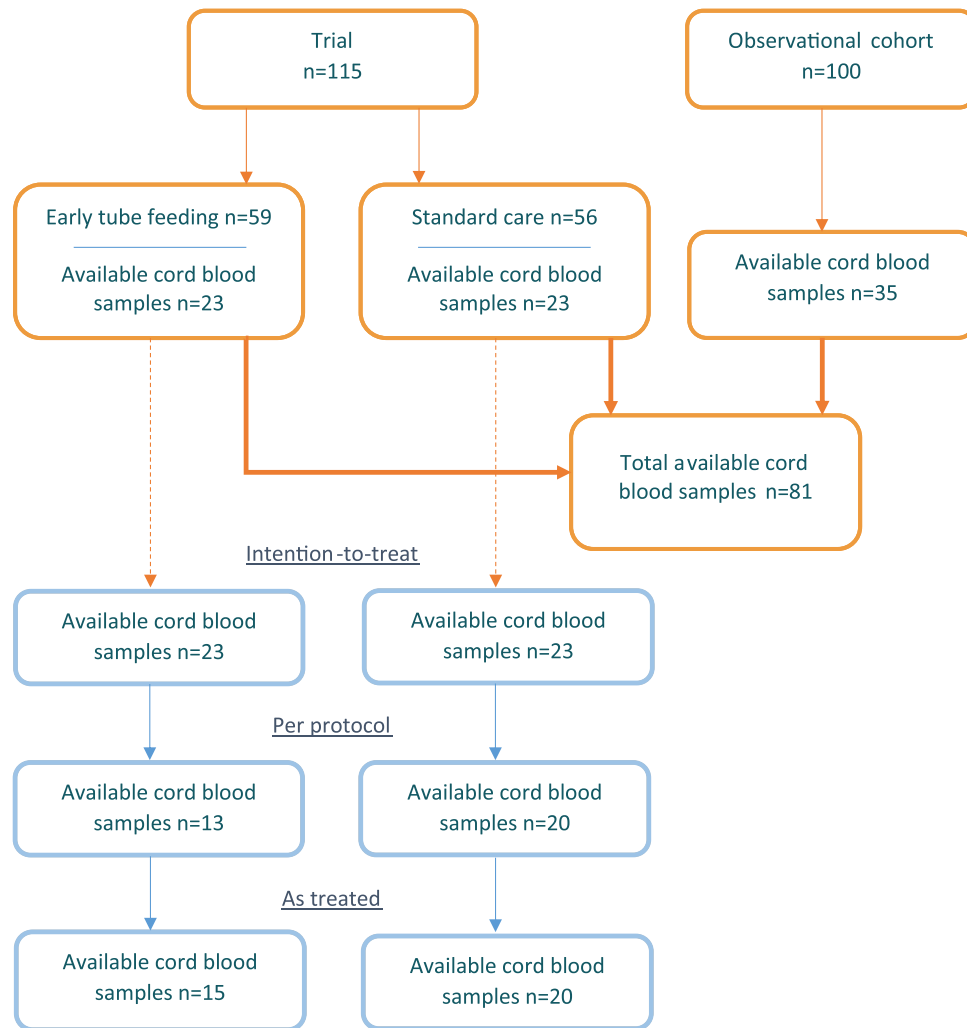 Trial
n=115
Observational cohort
n=100
Early tube feeding n=59
Available cord blood
samples n=23
Standard care n=56
Available cord blood
samples n=23
Available cord blood
samples n=35
Total available cord
blood samples n=81
Intention-to-treat
Available cord blood
samples n=23
Available cord blood
samples n=23
Per protocol
Available cord blood
samples n=13
Available cord blood
samples n=20
As treated
Available cord blood
samples n=15
Available cord blood
samples n=20